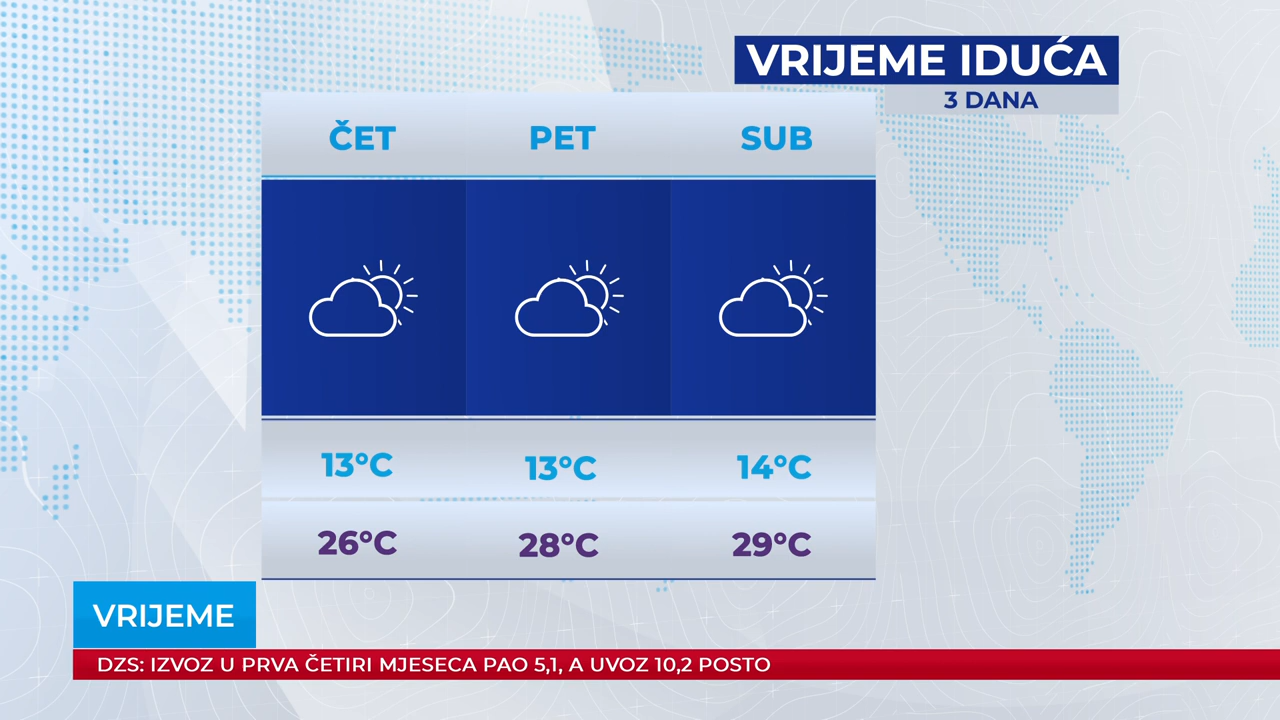 VRIJEME IDUĆA
3 DANA
ČET PET SUB
13°C 13°C 14°C
26°C 28°C 29°C
VRIJEME
DZS: IZVOZ U PRVA ČETIRI MJESECA PAO 5,1, A UVOZ 10,2 POSTO